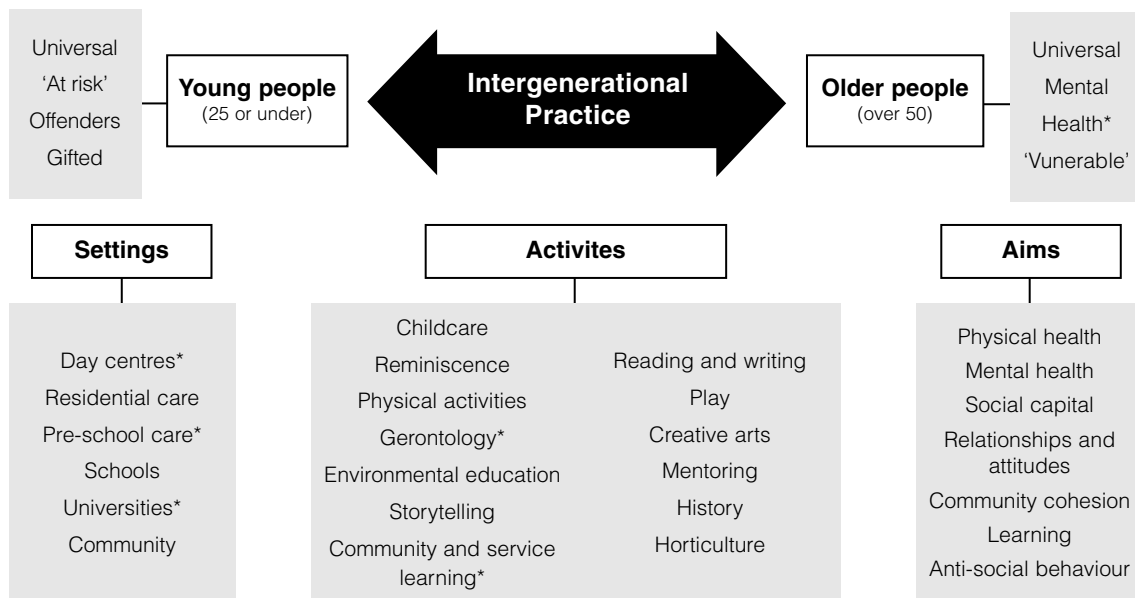 Universal
'At risk'
Offenders
Gifted
Young people
(25 or under)
Intergenerational
Practice
Older people
(over 50)
Universal
Mental
Health*
'Vunerable'
Settings
Day centres*
Residential care
Pre-school care*
Schools
Universities*
Community
Activites
Childcare
Reminiscence
Physical activities
Gerontology*
Environmental education
Storytelling
Community and service
learning*
Reading and writing
Play
Creative arts
Mentoring
History
Horticulture
Aims
Physical health
Mental health
Social capital
Relationships and
attitudes
Community cohesion
Learning
Anti-social behaviour